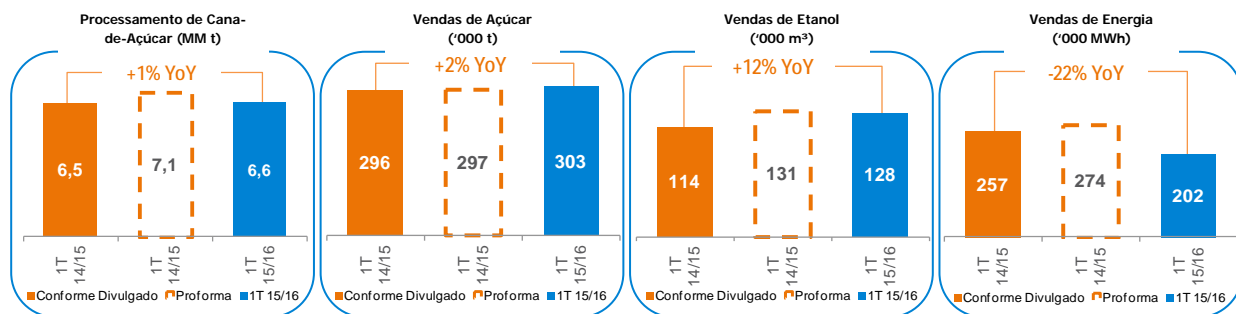 Processamento de Cana-
de-Açúcar (MM t)
+1% YoY
6,5
7,1
6,6
1T
14/15
1T
14/15
1T
15/16
Conforme Divulgado
Proforma
1T 15/16
Vendas de Açúcar
('000 t)
+2% YoY
296
297
303
1T
14/15
1T
14/15
1T
15/16
Conforme Divulgado
Proforma
1T 15/16
Vendas de Etanol
('000 m³)
+12% YoY
114
131
128
1T
14/15
1T
14/15
1T
15/16
Conforme Divulgado
Proforma
1T 15/16
Vendas de Energia
('000 MWh)
-22% YoY
257
274
202
1T
14/15
1T
14/15
1T
15/16
Conforme Divulgado
Proforma
1T 15/16